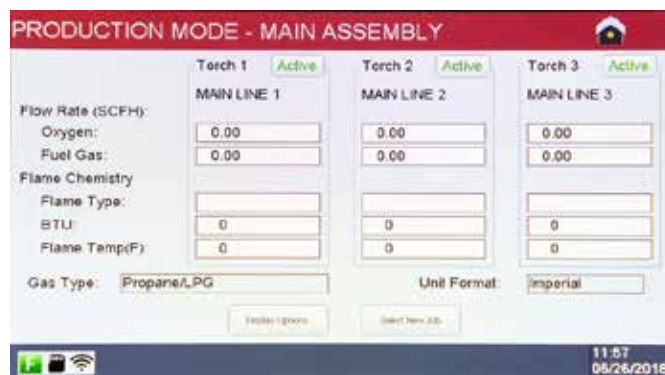 PRODUCTION MODE - MAIN ASSEMBLY
Torch 1 Active Torch 2 Active Torch 3 Active
MAIN LINE 1 MAIN LINE 2 MAIN LINE 3
Flow Rate (SCFH):
Oxygen: 0.00 0.00 0.00
Fuel Gas: 0.00 0.00 0.00
Flame Chemistry
Flame Type:
BTU: 0 0 0
Flame Temp(F): 0 0 0
Gas Type: Propane/LPG Unit Format: Imperial
Display Options Select New Job
11:57
06/26/2018